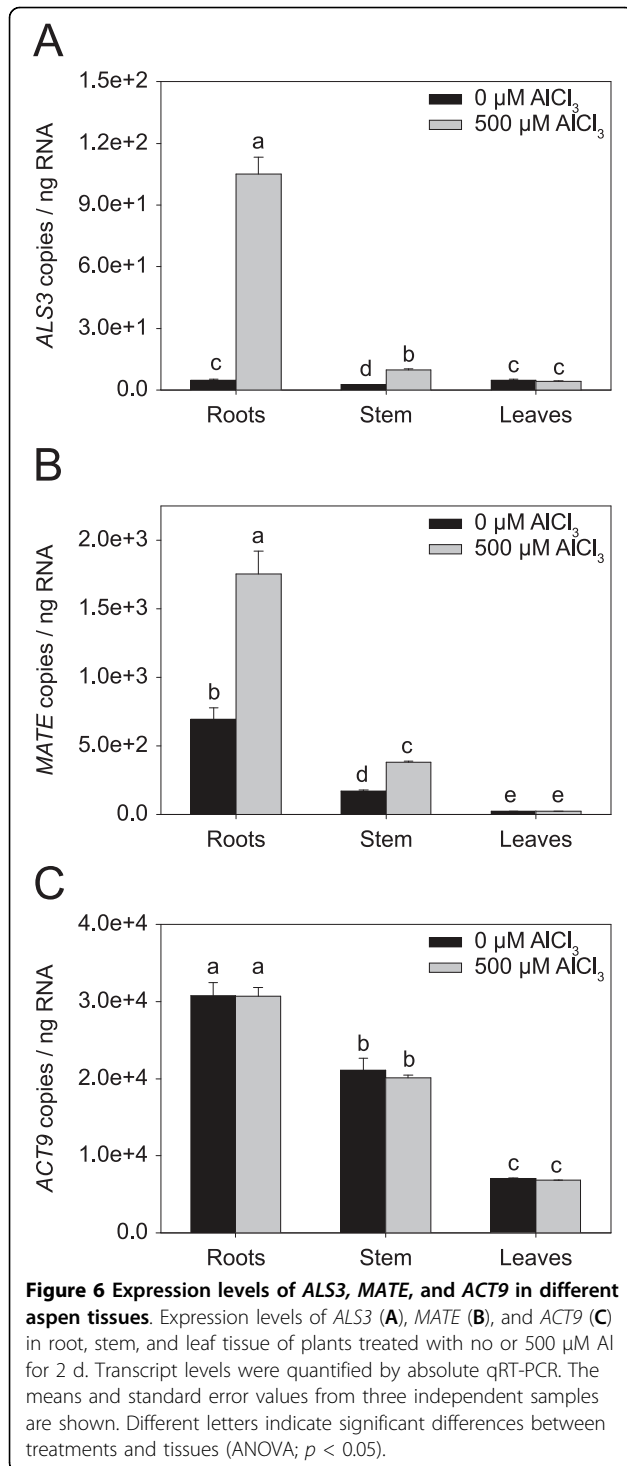 A
ALS3 copies / ng RNA
1.5e+2
1.2e+2
9.0e+1
6.0e+1
3.0e+1
0.0
0 µM AlCl3
500 µM AlCl3
c
a
d
b
c
c
Roots
Stem
Leaves
B
MATE copies / ng RNA
2.0e+3
1.5e+3
1.0e+3
5.0e+2
0.0
0 µM AlCl3
500 µM AlCl3
b
a
d
c
e
e
Roots
Stem
Leaves
C
ACT9 copies / ng RNA
4.0e+4
3.0e+4
2.0e+4
1.0e+4
0.0
0 µM AlCl3
500 µM AlCl3
a
a
b
b
c
c
Roots
Stem
Leaves
Figure 6 Expression levels of ALS3, MATE, and ACT9 in different
aspen tissues. Expression levels of ALS3 (A), MATE (B), and ACT9 (C)
in root, stem, and leaf tissue of plants treated with no or 500 µM Al
for 2 d. Transcript levels were quantified by absolute qRT-PCR. The
means and standard error values from three independent samples
are shown. Different letters indicate significant differences between
treatments and tissues (ANOVA; p < 0.05).